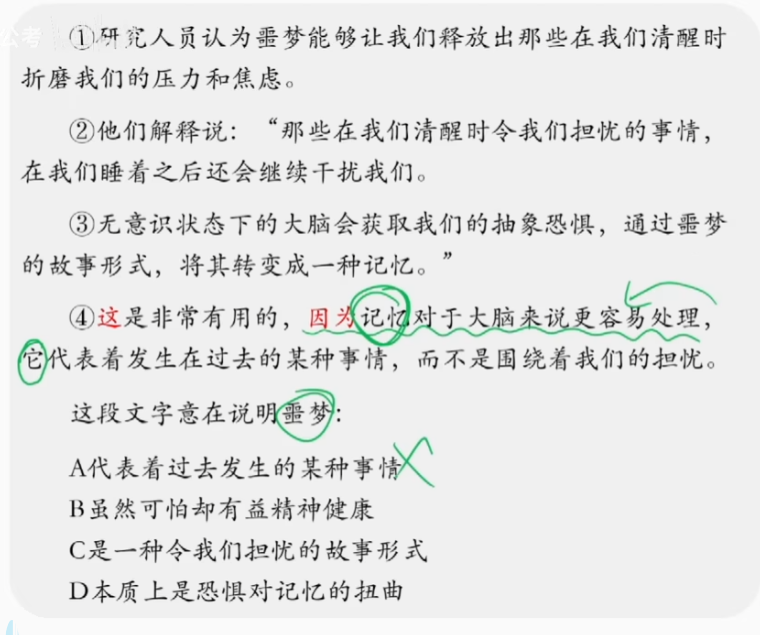 公考
①研究人员认为噩梦能够让我们释放出那些在我们清醒时
折磨我们的压力和焦虑。
②他们解释说：“那些在我们清醒时令我们担忧的事情，
在我们睡着之后还会继续干扰我们。
③无意识状态下的大脑会获取我们的抽象恐惧，通过噩梦
的故事形式，将其转变成一种记忆。”
④这是非常有用的，因为记忆对于大脑来说更容易处理，
它代表着发生在过去的某种事情，而不是围绕着我们的担忧。
这段文字意在说明噩梦：
A代表着过去发生的某种事情
B虽然可怕却有益精神健康
C是一种令我们担忧的故事形式
D本质上是恐惧对记忆的扭曲